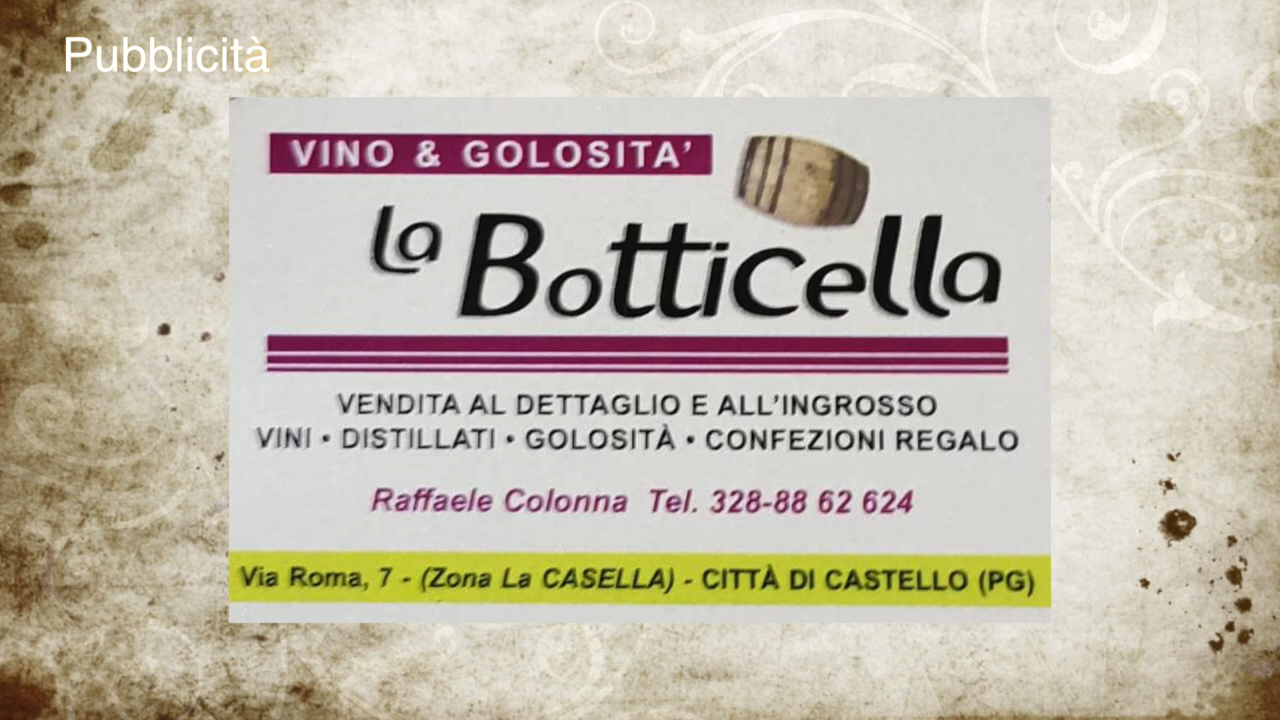 Pubblicità
VINO & GOLOSITA’
La Botticella
VENDITA AL DETTAGLIO E ALL’INGROSSO
VINI • DISTILLATI • GOLOSITÀ • CONFEZIONI REGALO
Raffaele Colonna Tel. 328-88 62 624
Via Roma, 7 - (Zona La CASELLA) - CITTÀ DI CASTELLO (PG)